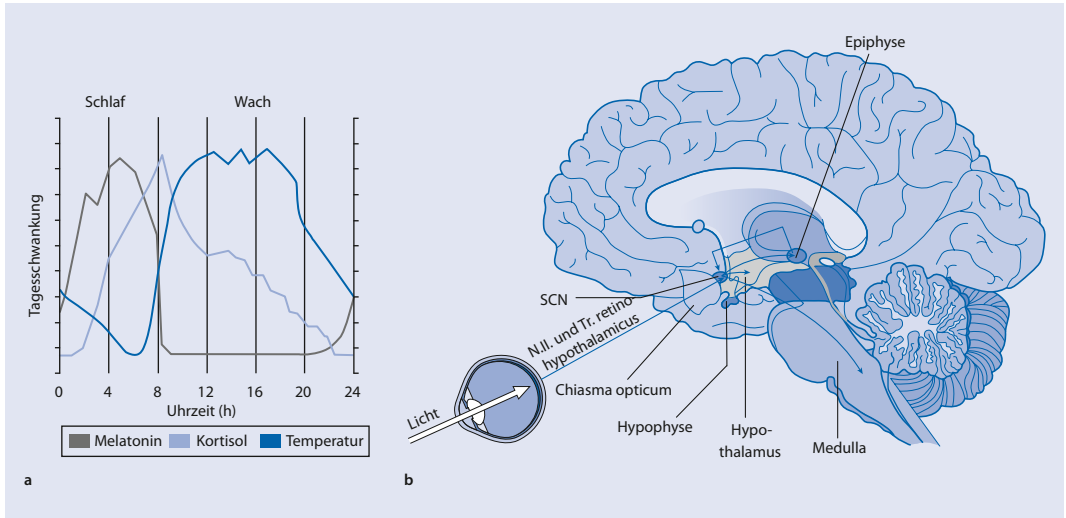 Schlaf
Wach
Tagesschwankung
0
4
8
12
16
20
24
Uhrzeit (h)
Melatonin
Kortisol
Temperatur
a
Epiphyse
SCN
N.II. und Tr. retino-
hypothalamicus
Chiasma opticum
Licht
Hypophyse
Hypo-
thalamus
Medulla
b